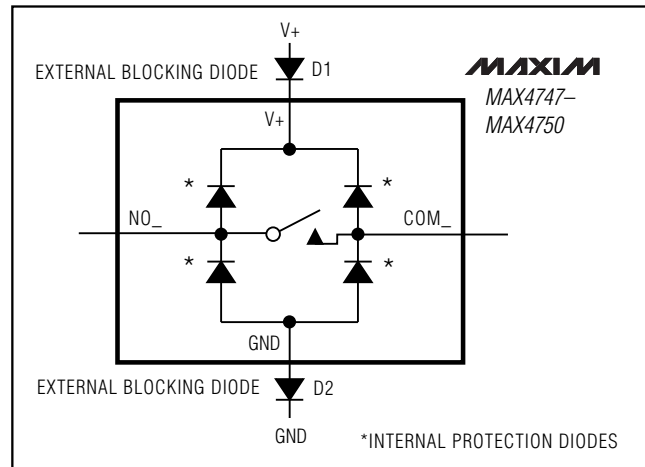 V+
EXTERNAL BLOCKING DIODE
D1
MAXIM
MAX4747–
MAX4750
V+
*
*
NO_
COM_
*
*
GND
EXTERNAL BLOCKING DIODE
D2
GND
*INTERNAL PROTECTION DIODES